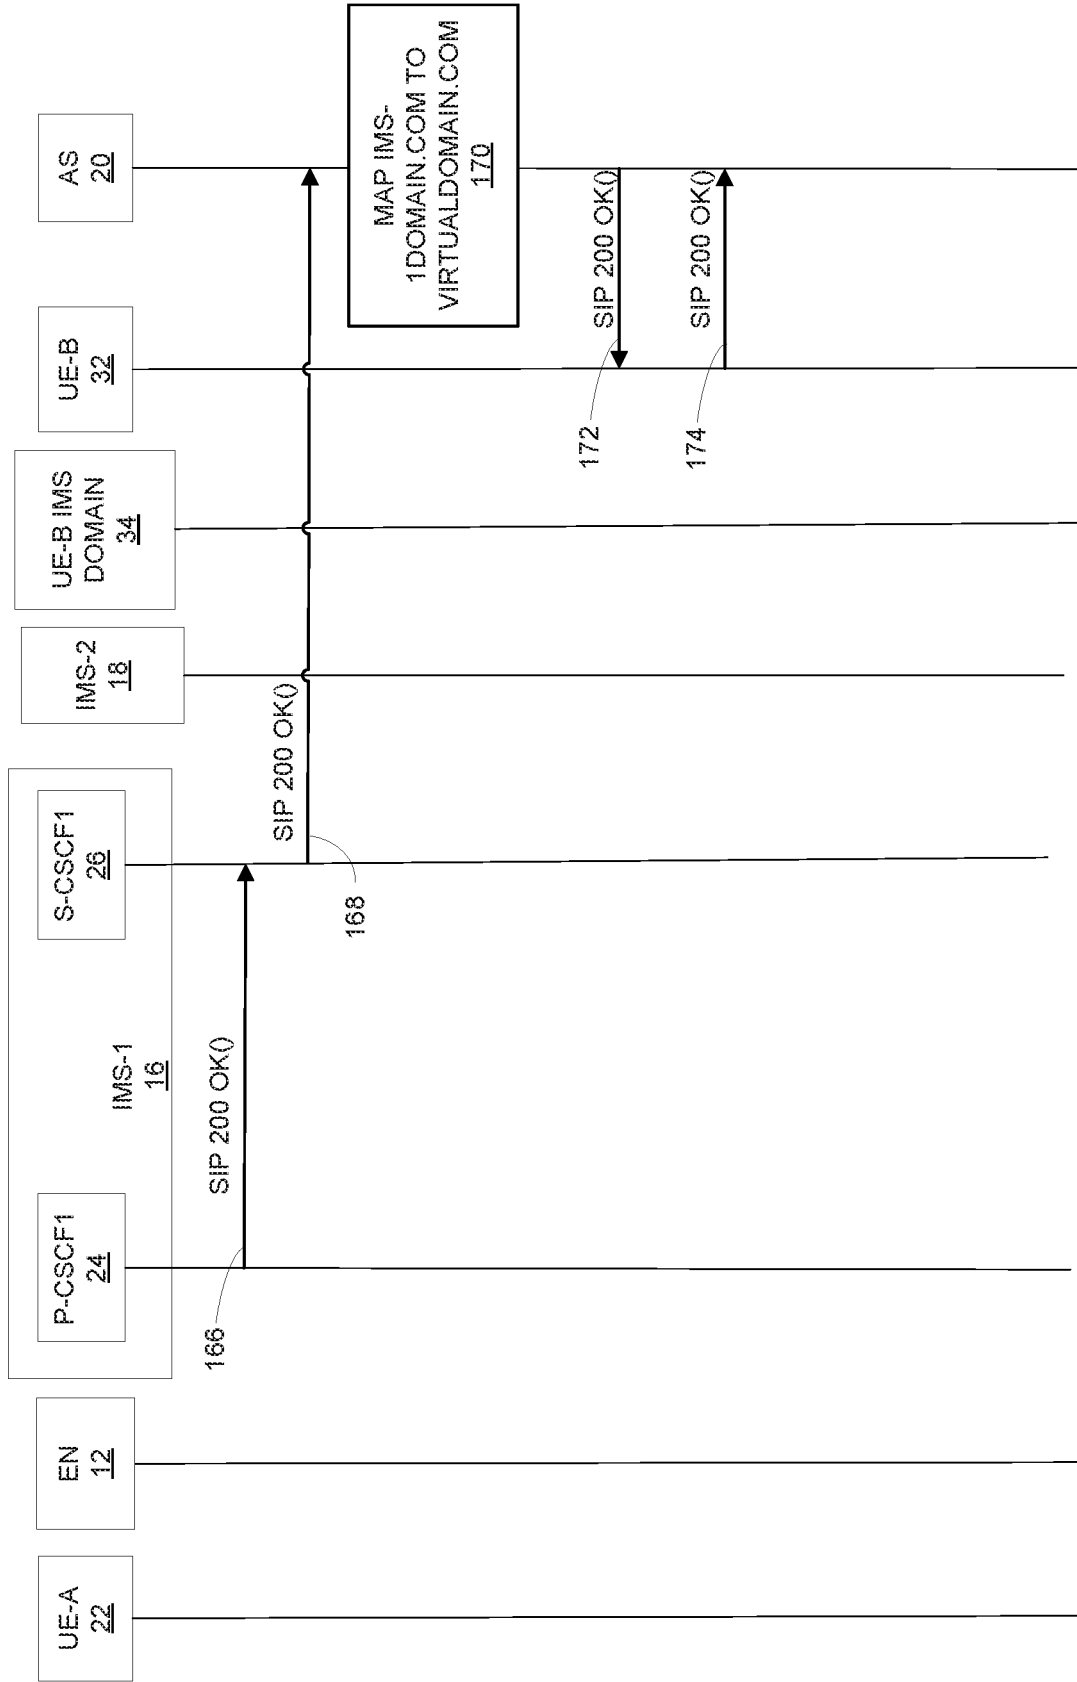 UE-A
22
EN
12
P-CSCF1
24
IMS-1
16
S-CSCF1
26
IMS-2
18
UE-B IMS
DOMAIN
34
UE-B
32
AS
20
166
SIP 200 OK()
168
SIP 200 OK()
MAP IMS-
1DOMAIN.COM TO
VIRTUALDOMAIN.COM
170
172
SIP 200 OK()
174
SIP 200 OK()